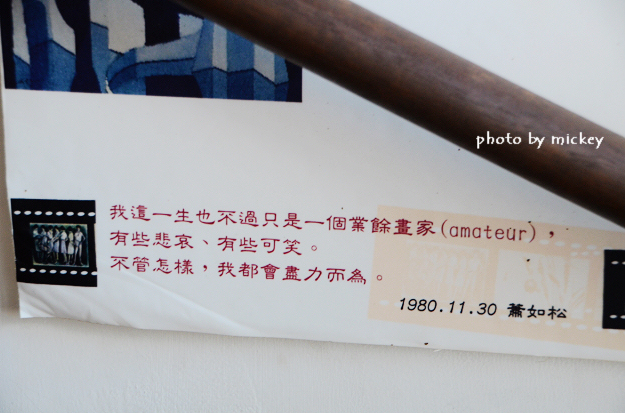 photo by mickey
我這一生也不過只是一個業餘畫家(amateur)，
有些悲哀、有些可笑。
不管怎樣，我都會盡力而為。
1980.11.30 蕭如松